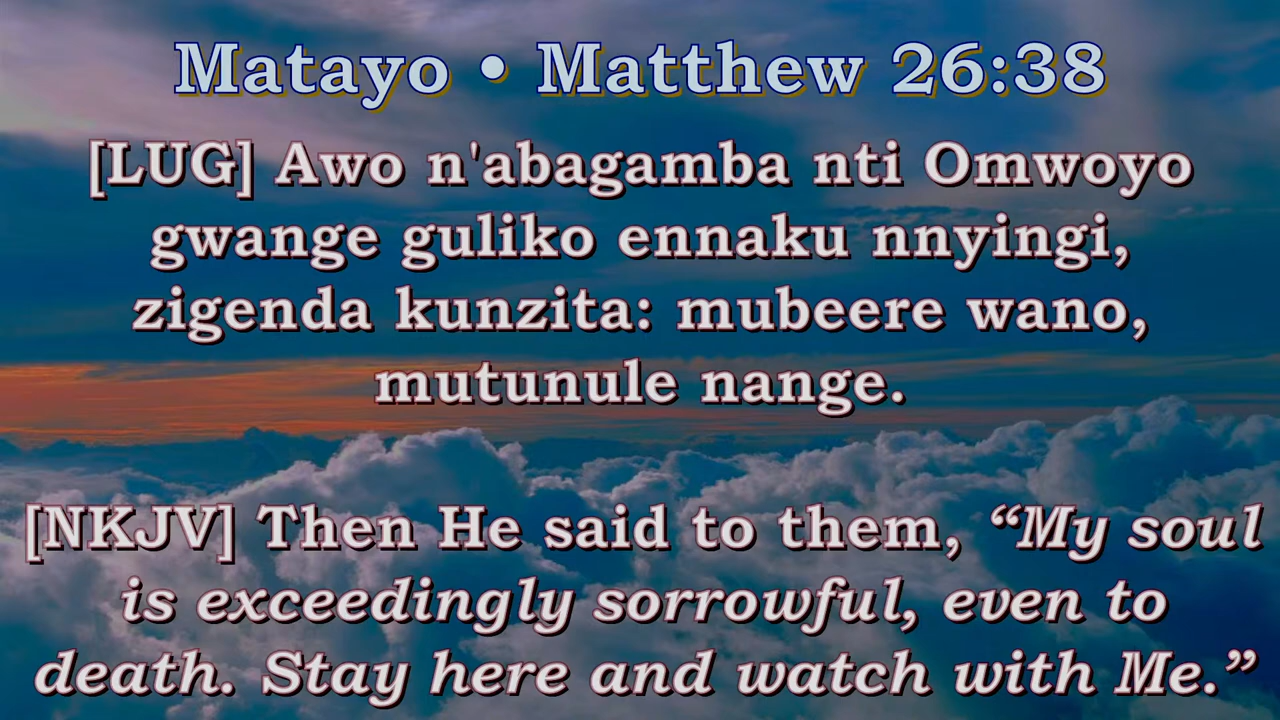 Matayo • Matthew 26:38
[LUG] Awo n'abagamba nti Omwoyo
gwange guliko ennaku nnyingi,
zigenda kunzita: mubeere wano,
mutunule nange.
[NKJV] Then He said to them, “My soul
is exceedingly sorrowful, even to
death. Stay here and watch with Me.”